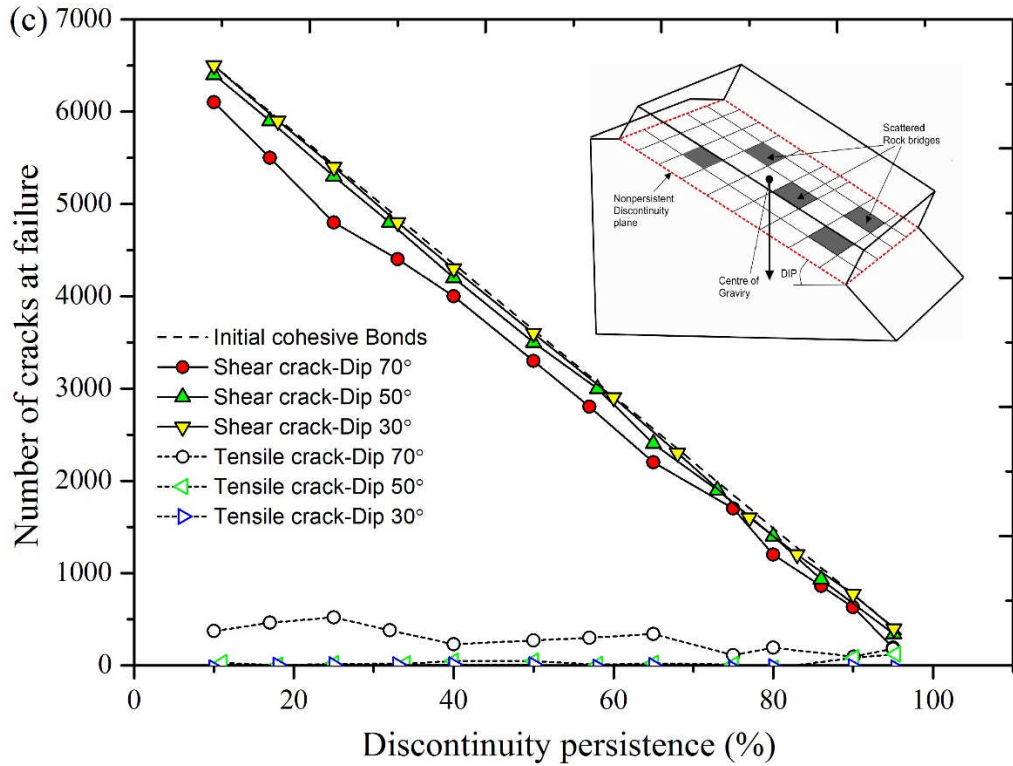 (c)
7000
6000
5000
4000
3000
2000
1000
0
Number of cracks at failure
Initial cohesive Bonds
Shear crack-Dip 70°
Shear crack-Dip 50°
Shear crack-Dip 30°
Tensile crack-Dip 70°
Tensile crack-Dip 50°
Tensile crack-Dip 30°
Scattered
Rock bridges
Nonpersistent
Discontinuity
plane
Centre of
Graviry
DIP
0
20
40
60
80
100
Discontinuity persistence (%)